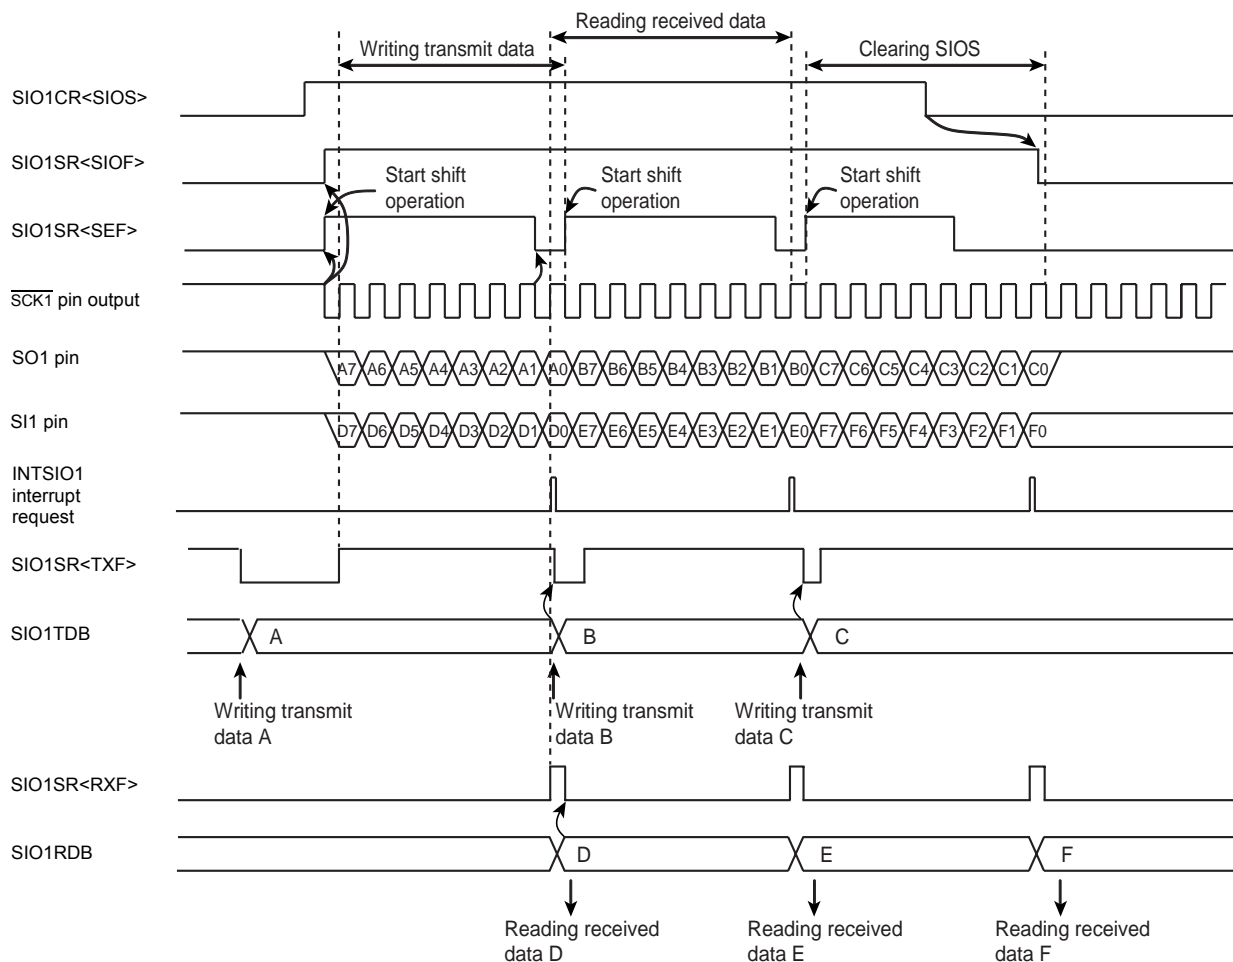 Reading received data
Writing transmit data
Clearing SIOS
SIO1CR<SIOS>
SIO1SR<SIOF>
Start shift
operation
Start shift
operation
Start shift
operation
SIO1SR<SEF>
SCK1 pin output
SO1 pin
A7 A6 A5 A4 A3 A2 A1 A0 B7 B6 B5 B4 B3 B2 B1 B0 C7 C6 C5 C4 C3 C2 C1 C0
SI1 pin
D7 D6 D5 D4 D3 D2 D1 D0 E7 E6 E5 E4 E3 E2 E1 E0 F7 F6 F5 F4 F3 F2 F1 F0
INTSIO1
interrupt
request
SIO1SR<TXF>
SIO1TDB
A B C
Writing transmit
data A
Writing transmit
data B
Writing transmit
data C
SIO1SR<RXF>
SIO1RDB
D E F
Reading received
data D
Reading received
data E
Reading received
data F